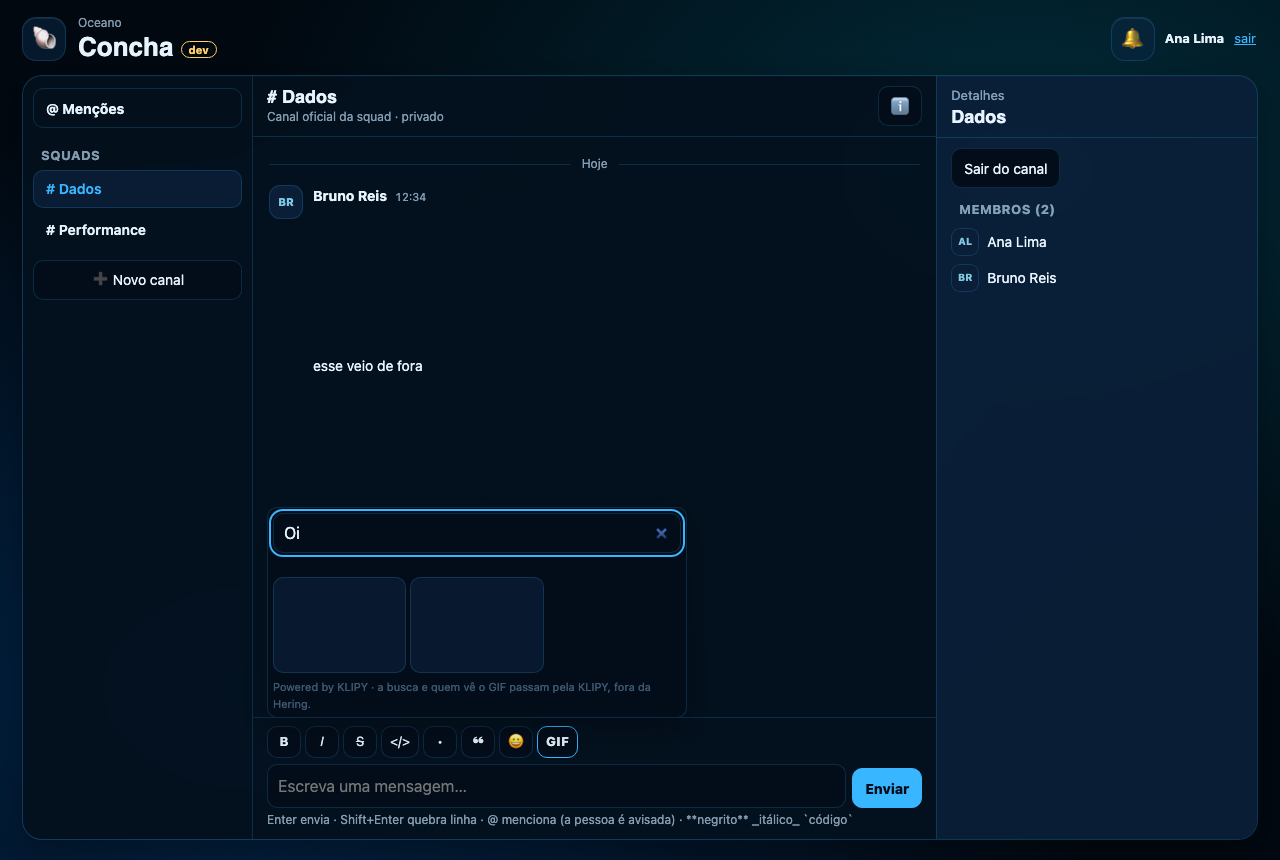 Oceano
Concha dev
Ana Lima sair
@ Menções
SQUADS
# Dados
# Performance
➕ Novo canal
# Dados
Canal oficial da squad · privado
Hoje
BR Bruno Reis 12:34
esse veio de fora
Oi
Powered by KLIPY · a busca e quem vê o GIF passam pela KLIPY, fora da
Hering.
B I S </> • ❝ GIF
Escreva uma mensagem...
Enviar
Enter envia · Shift+Enter quebra linha · @ menciona (a pessoa é avisada) · **negrito** _itálico_ `código`
Detalhes
Dados
Sair do canal
MEMBROS (2)
AL Ana Lima
BR Bruno Reis